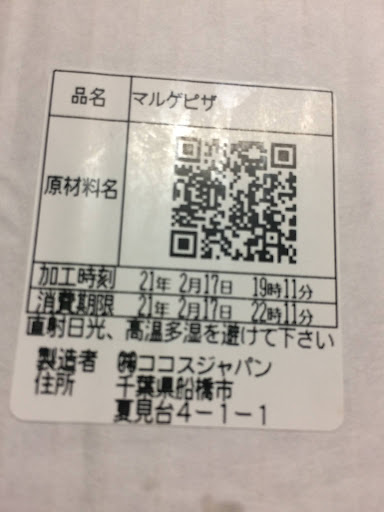 品名 マルゲピザ
原材料名
加工時刻 21年 2月17日 19時11分
消費期限 21年 2月17日 22時11分
直射日光、高温多湿を避けて下さい
製造者 ㈱ココスジャパン
住所 千葉県船橋市
夏見台4-1-1